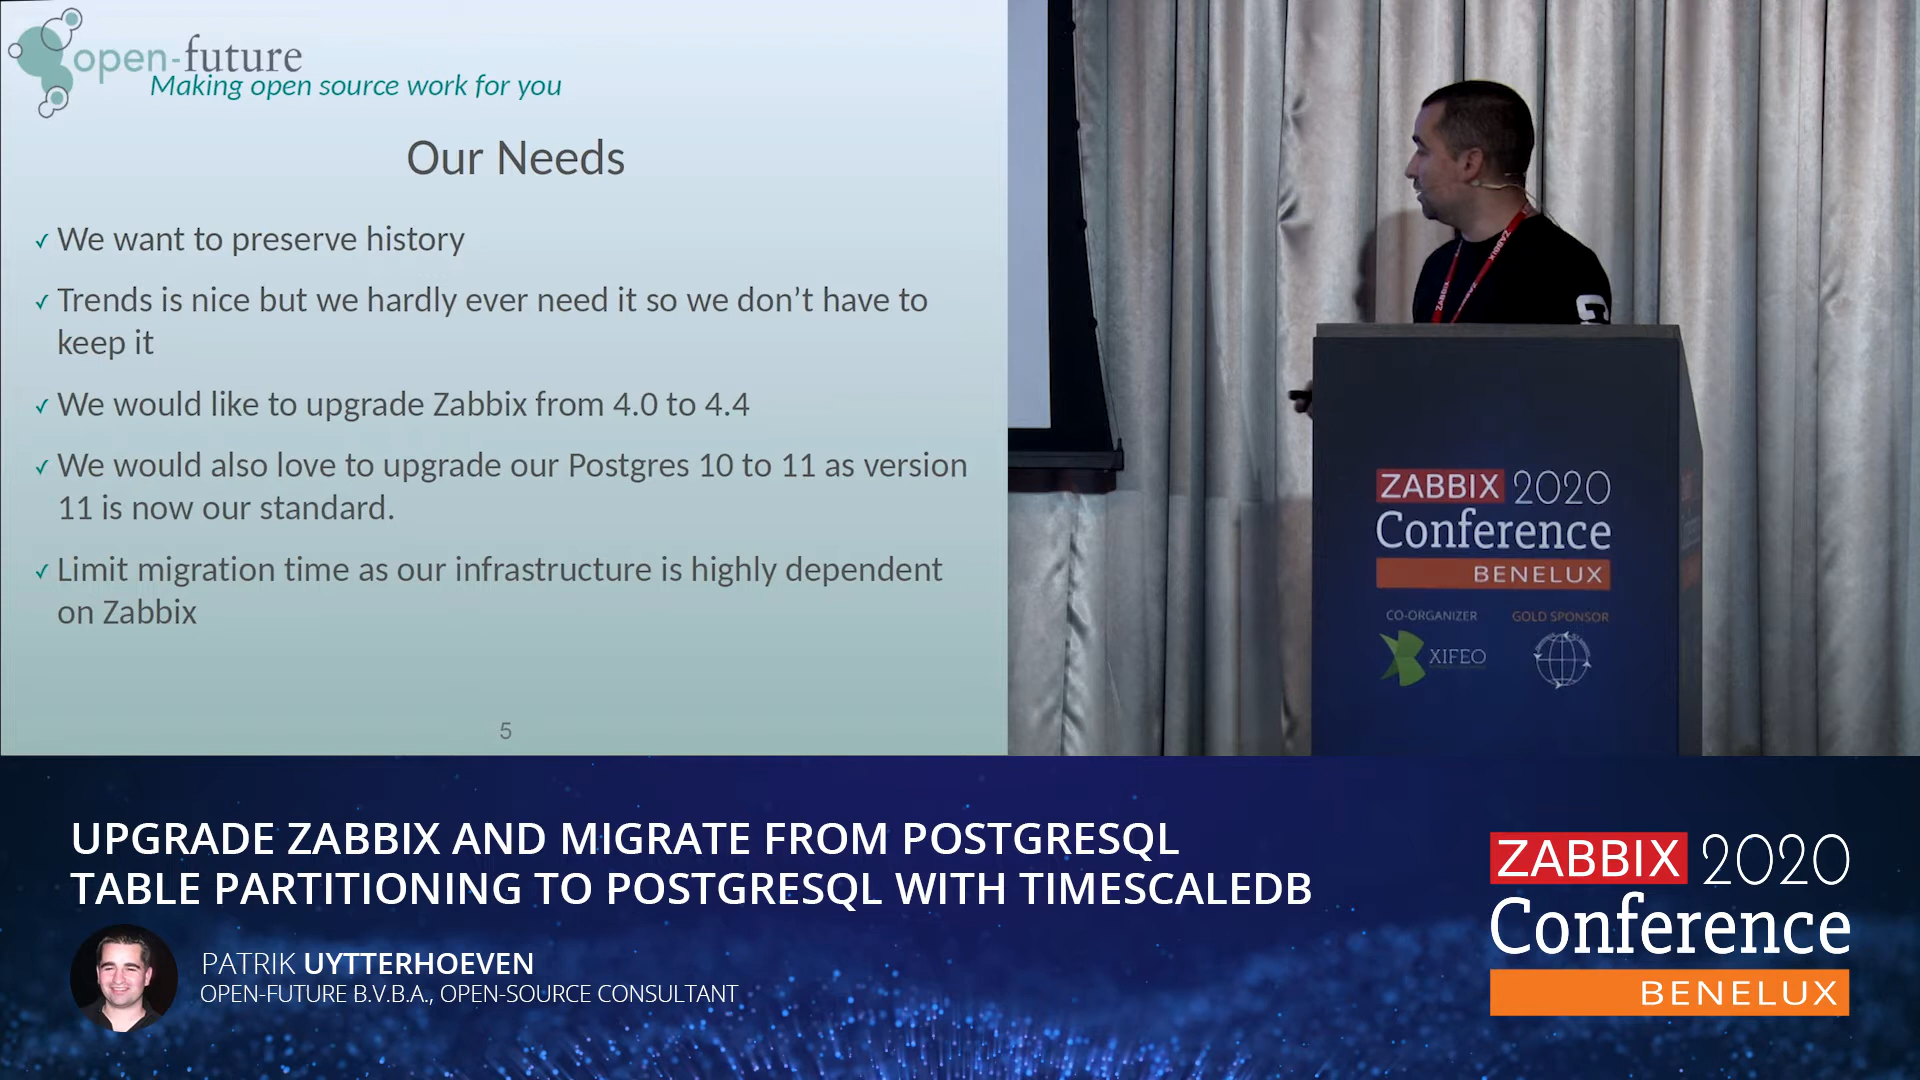 open-future
Making open source work for you
Our Needs
✓ We want to preserve history
✓ Trends is nice but we hardly ever need it so we don’t have to
keep it
✓ We would like to upgrade Zabbix from 4.0 to 4.4
✓ We would also love to upgrade our Postgres 10 to 11 as version
11 is now our standard.
✓ Limit migration time as our infrastructure is highly dependent
on Zabbix
5
ZABBIX
ZABBIX
ZABBIX 2020
Conference
BENELUX
CO-ORGANIZER GOLD SPONSOR
XIFEO
UPGRADE ZABBIX AND MIGRATE FROM POSTGRESQL
TABLE PARTITIONING TO POSTGRESQL WITH TIMESCALEDB
PATRIK UYTTERHOEVEN
OPEN-FUTURE B.V.B.A., OPEN-SOURCE CONSULTANT
ZABBIX 2020
Conference
BENELUX